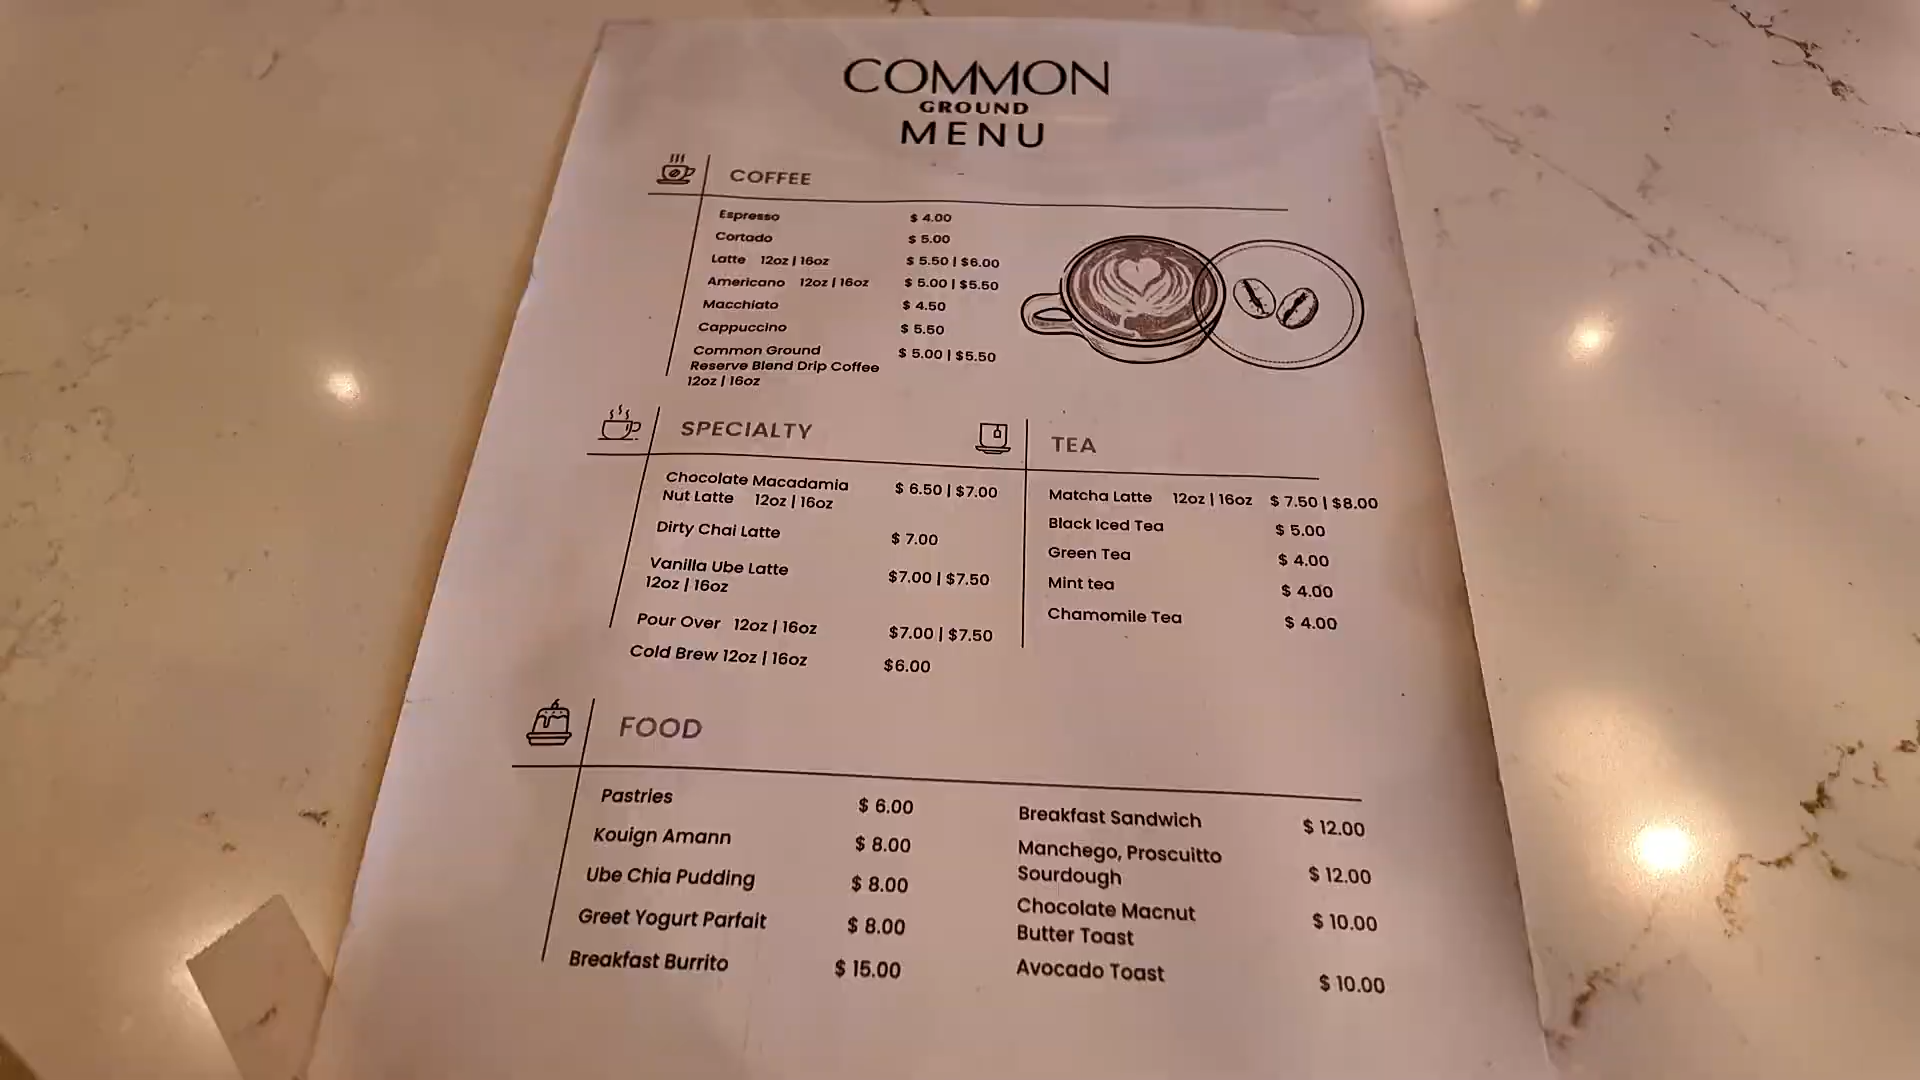 COMMON
GROUND
MENU
COFFEE
Espresso $ 4.00
Cortado $ 5.00
Latte 12oz | 16oz $ 5.50 | $6.00
Americano 12oz | 16oz $ 5.00 | $5.50
Macchiato $ 4.50
Cappuccino $ 5.50
Common Ground $ 5.00 | $5.50
Reserve Blend Drip Coffee
12oz | 16oz
SPECIALTY
Chocolate Macadamia $ 6.50 | $7.00
Nut Latte 12oz | 16oz
Dirty Chai Latte $ 7.00
Vanilla Ube Latte $7.00 | $7.50
12oz | 16oz
Pour Over 12oz | 16oz $7.00 | $7.50
Cold Brew 12oz | 16oz $6.00
TEA
Matcha Latte 12oz | 16oz $ 7.50 | $8.00
Black Iced Tea $ 5.00
Green Tea $ 4.00
Mint tea $ 4.00
Chamomile Tea $ 4.00
FOOD
Pastries $ 6.00
Kouign Amann $ 8.00
Ube Chia Pudding $ 8.00
Greet Yogurt Parfait $ 8.00
Breakfast Burrito $ 15.00
Breakfast Sandwich $ 12.00
Manchego, Proscuitto
Sourdough $ 12.00
Chocolate Macnut $ 10.00
Butter Toast
Avocado Toast $ 10.00